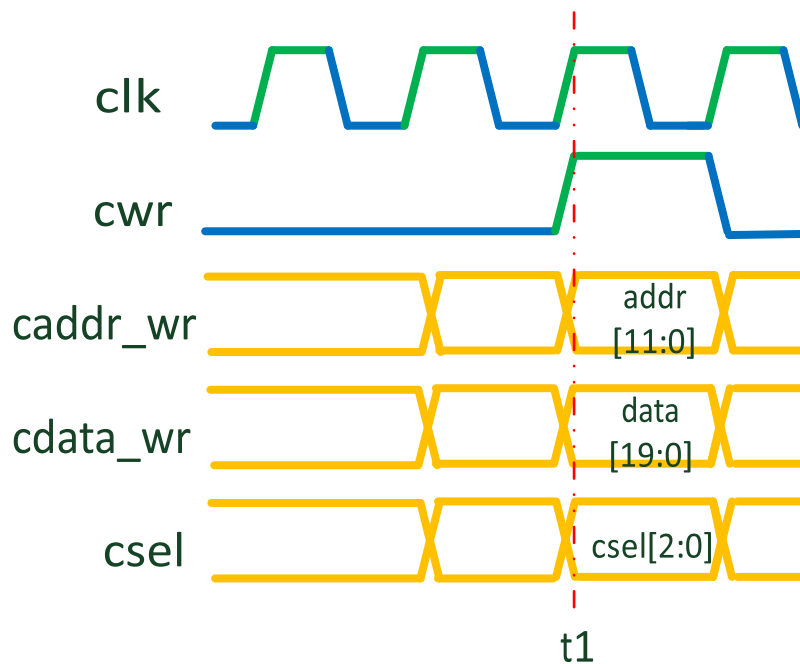 clk
cwr
caddr_wr
addr
[11:0]
cdata_wr
data
[19:0]
csel
csel[2:0]
t1